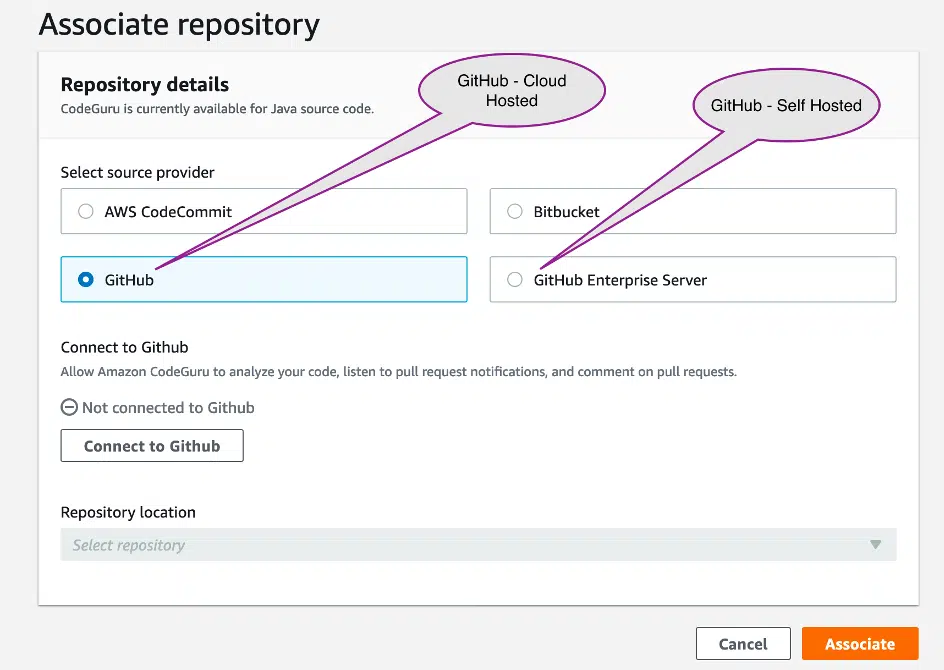 Associate repository
Repository details
CodeGuru is currently available for Java source code.
GitHub - Cloud
Hosted
GitHub - Self Hosted
Select source provider
AWS CodeCommit
Bitbucket
GitHub
GitHub Enterprise Server
Connect to Github
Allow Amazon CodeGuru to analyze your code, listen to pull request notifications, and comment on pull requests.
Not connected to Github
Connect to Github
Repository location
Select repository
Cancel
Associate